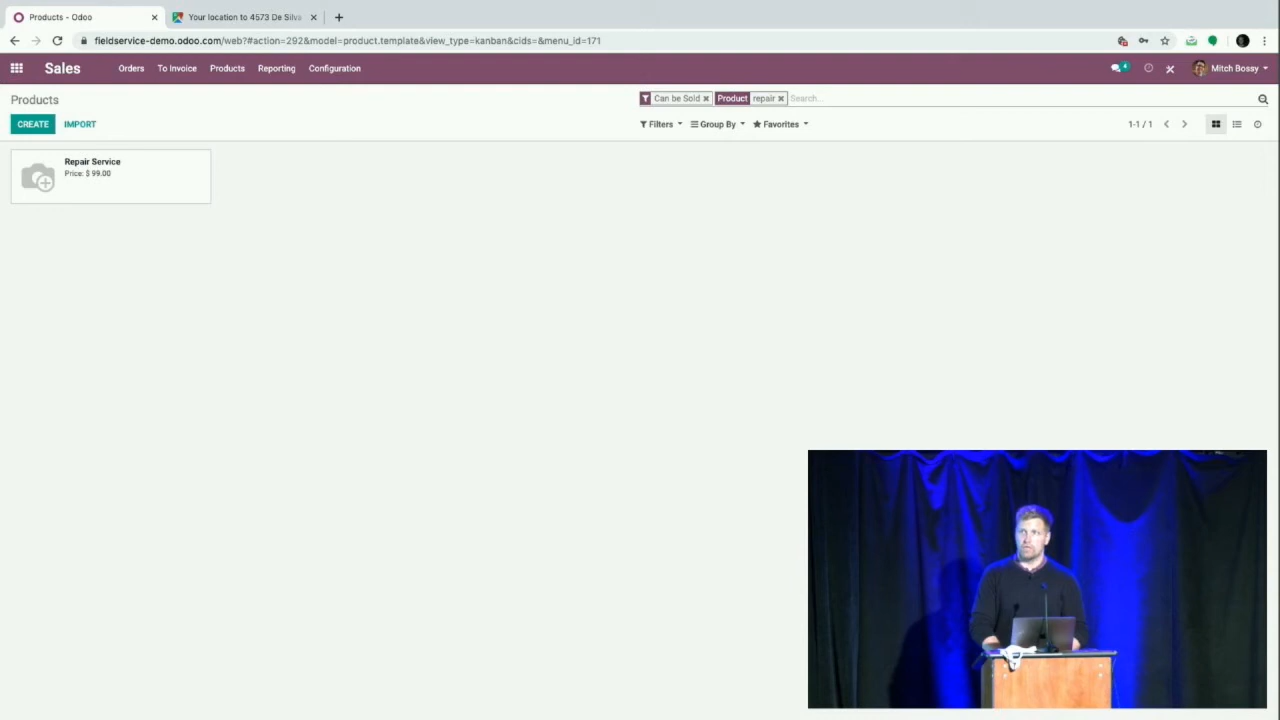 Products - Odoo
Your location to 4573 De Silva
fieldservice-demo.odoo.com/web?#action=292&model=product.template&view_type=kanban&cids=&menu_id=171
Sales Orders To Invoice Products Reporting Configuration 4 Mitch Bossy
Products Can be Sold Product repair Search...
CREATE IMPORT Filters Group By Favorites 1-1 / 1
Repair Service
Price: $ 99.00